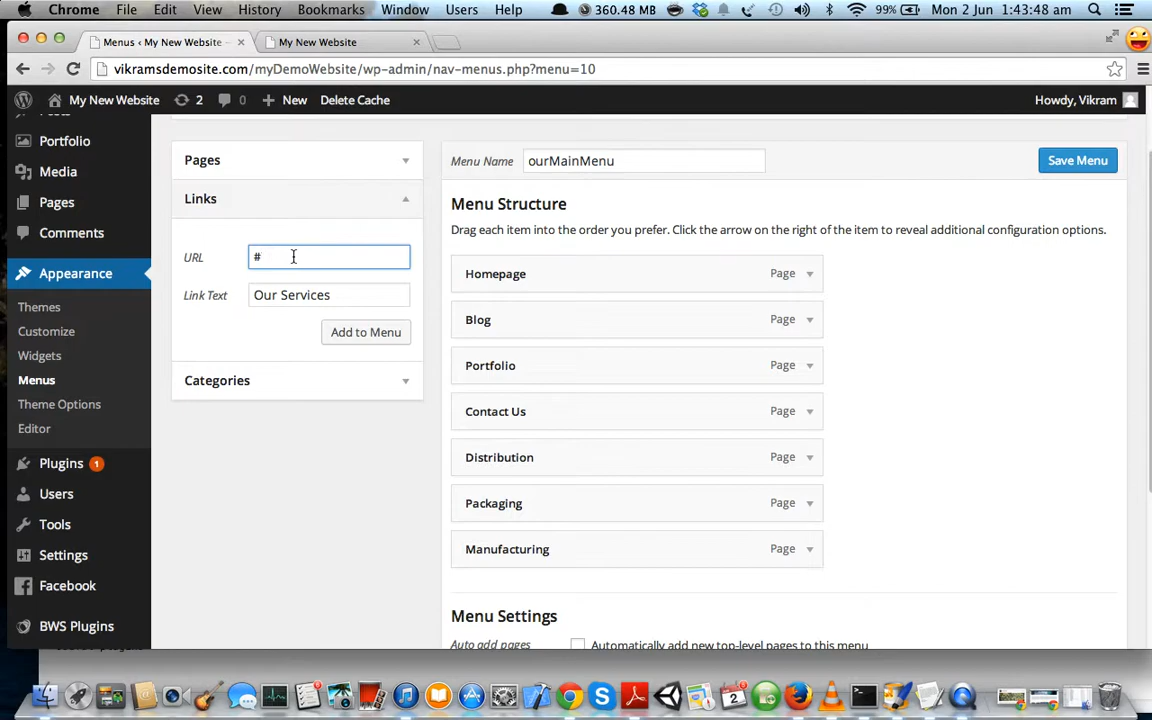 Chrome File Edit View History Bookmarks Window Users Help 360.48 MB 99% Mon 2 Jun 1:43:48 am
Menus ‹ My New Website - My New Website
vikramsdemosite.com/myDemoWebsite/wp-admin/nav-menus.php?menu=10
My New Website 2 0 New Delete Cache Howdy, Vikram
Portfolio
Media
Pages
Comments
Appearance
Themes
Customize
Widgets
Menus
Theme Options
Editor
Plugins 1
Users
Tools
Settings
Facebook
BWS Plugins
Pages
Links
URL #
Link Text Our Services
Add to Menu
Categories
Menu Name ourMainMenu Save Menu
Menu Structure
Drag each item into the order you prefer. Click the arrow on the right of the item to reveal additional configuration options.
Homepage Page
Blog Page
Portfolio Page
Contact Us Page
Distribution Page
Packaging Page
Manufacturing Page
Menu Settings
Auto add pages Automatically add new top-level pages to this menu